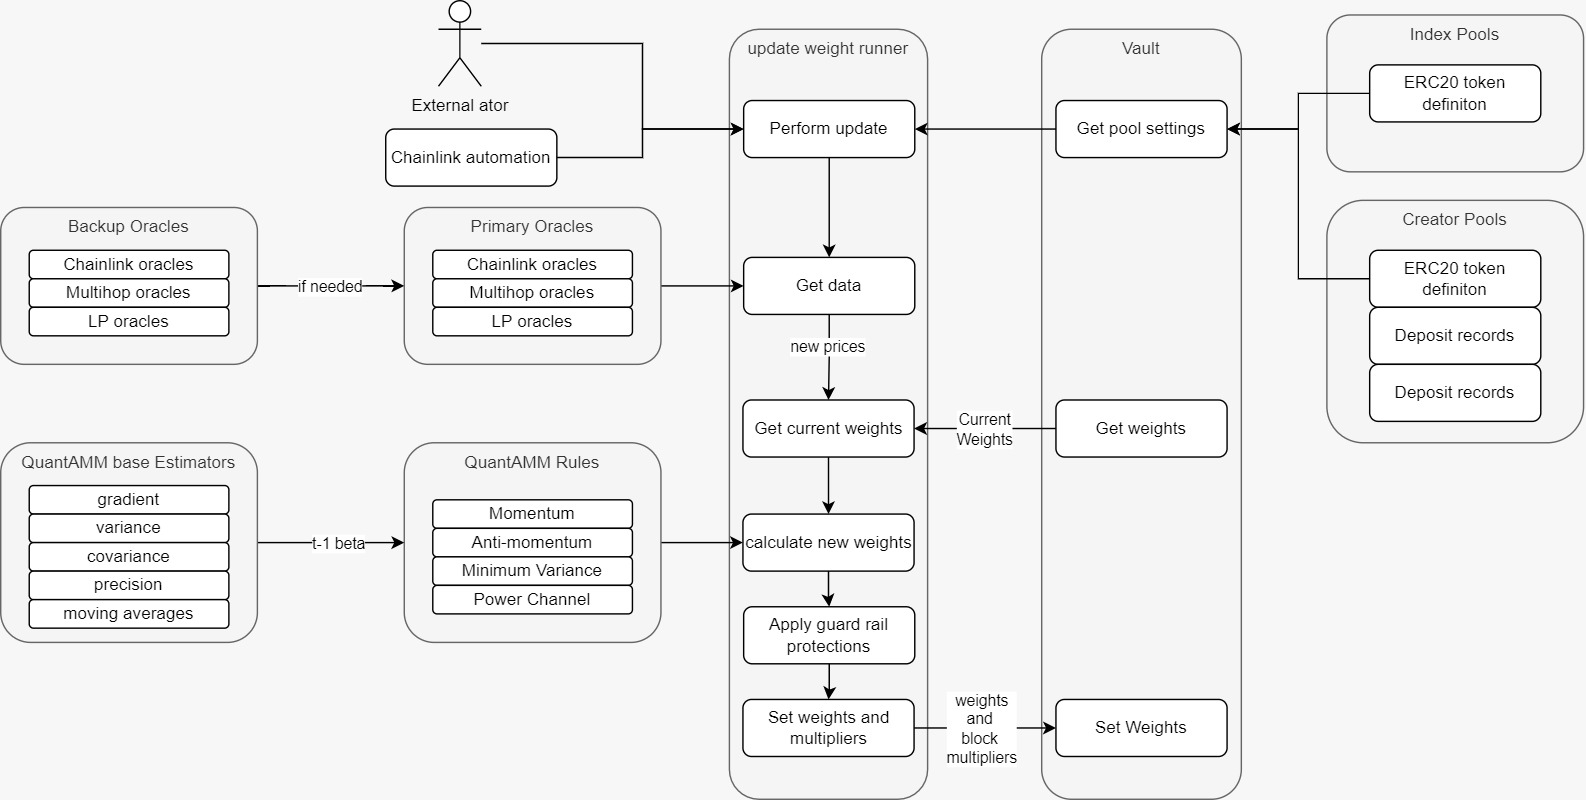 External ator
Chainlink automation
update weight runner
Perform update
Get data
new prices
Get current weights
calculate new weights
Apply guard rail
protections
Set weights and
multipliers
Vault
Get pool settings
Current
Weights
Get weights
weights
and
block
multipliers
Set Weights
Index Pools
ERC20 token
definiton
Creator Pools
ERC20 token
definiton
Deposit records
Deposit records
Backup Oracles
Chainlink oracles
Multihop oracles
LP oracles
if needed
Primary Oracles
Chainlink oracles
Multihop oracles
LP oracles
QuantAMM base Estimators
gradient
variance
covariance
precision
moving averages
t-1 beta
QuantAMM Rules
Momentum
Anti-momentum
Minimum Variance
Power Channel